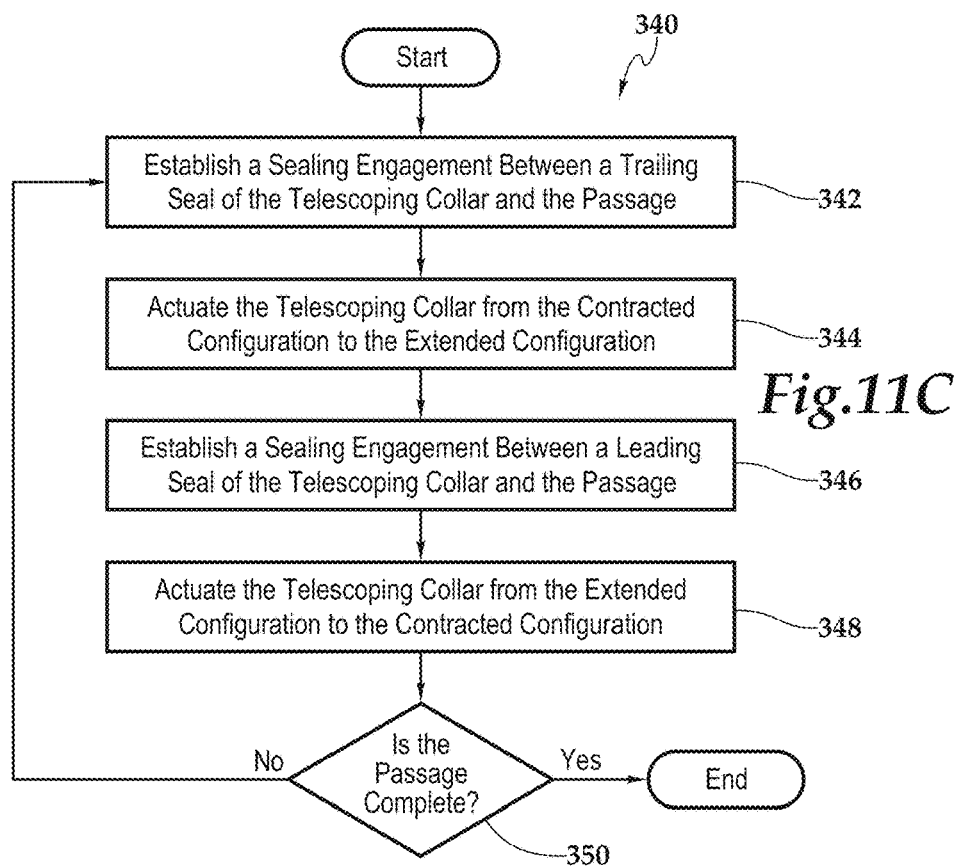 340
Start
Establish a Sealing Engagement Between a Trailing
Seal of the Telescoping Collar and the Passage
342
Actuate the Telescoping Collar from the Contracted
Configuration to the Extended Configuration
344
Fig.11C
Establish a Sealing Engagement Between a Leading
Seal of the Telescoping Collar and the Passage
346
Actuate the Telescoping Collar from the Extended
Configuration to the Contracted Configuration
348
Is the
Passage
Complete?
No
Yes
End
350